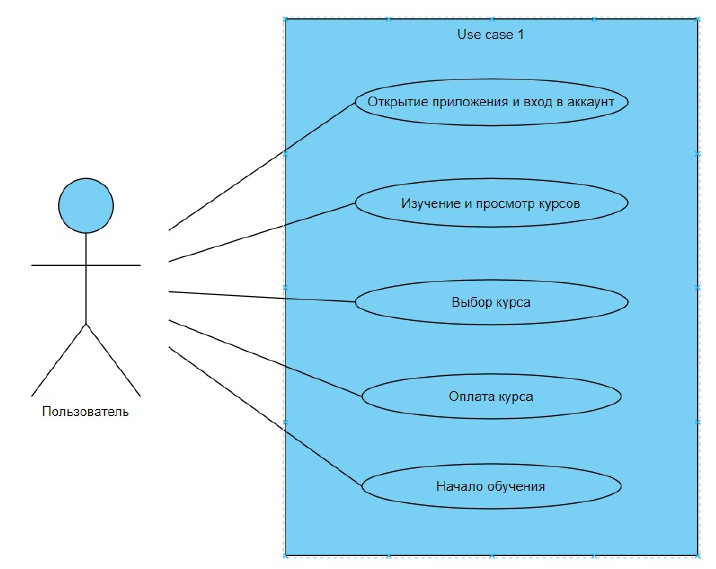 Use case 1
Открытие приложения и вход в аккаунт
Изучение и просмотр курсов
Выбор курса
Оплата курса
Начало обучения
Пользователь